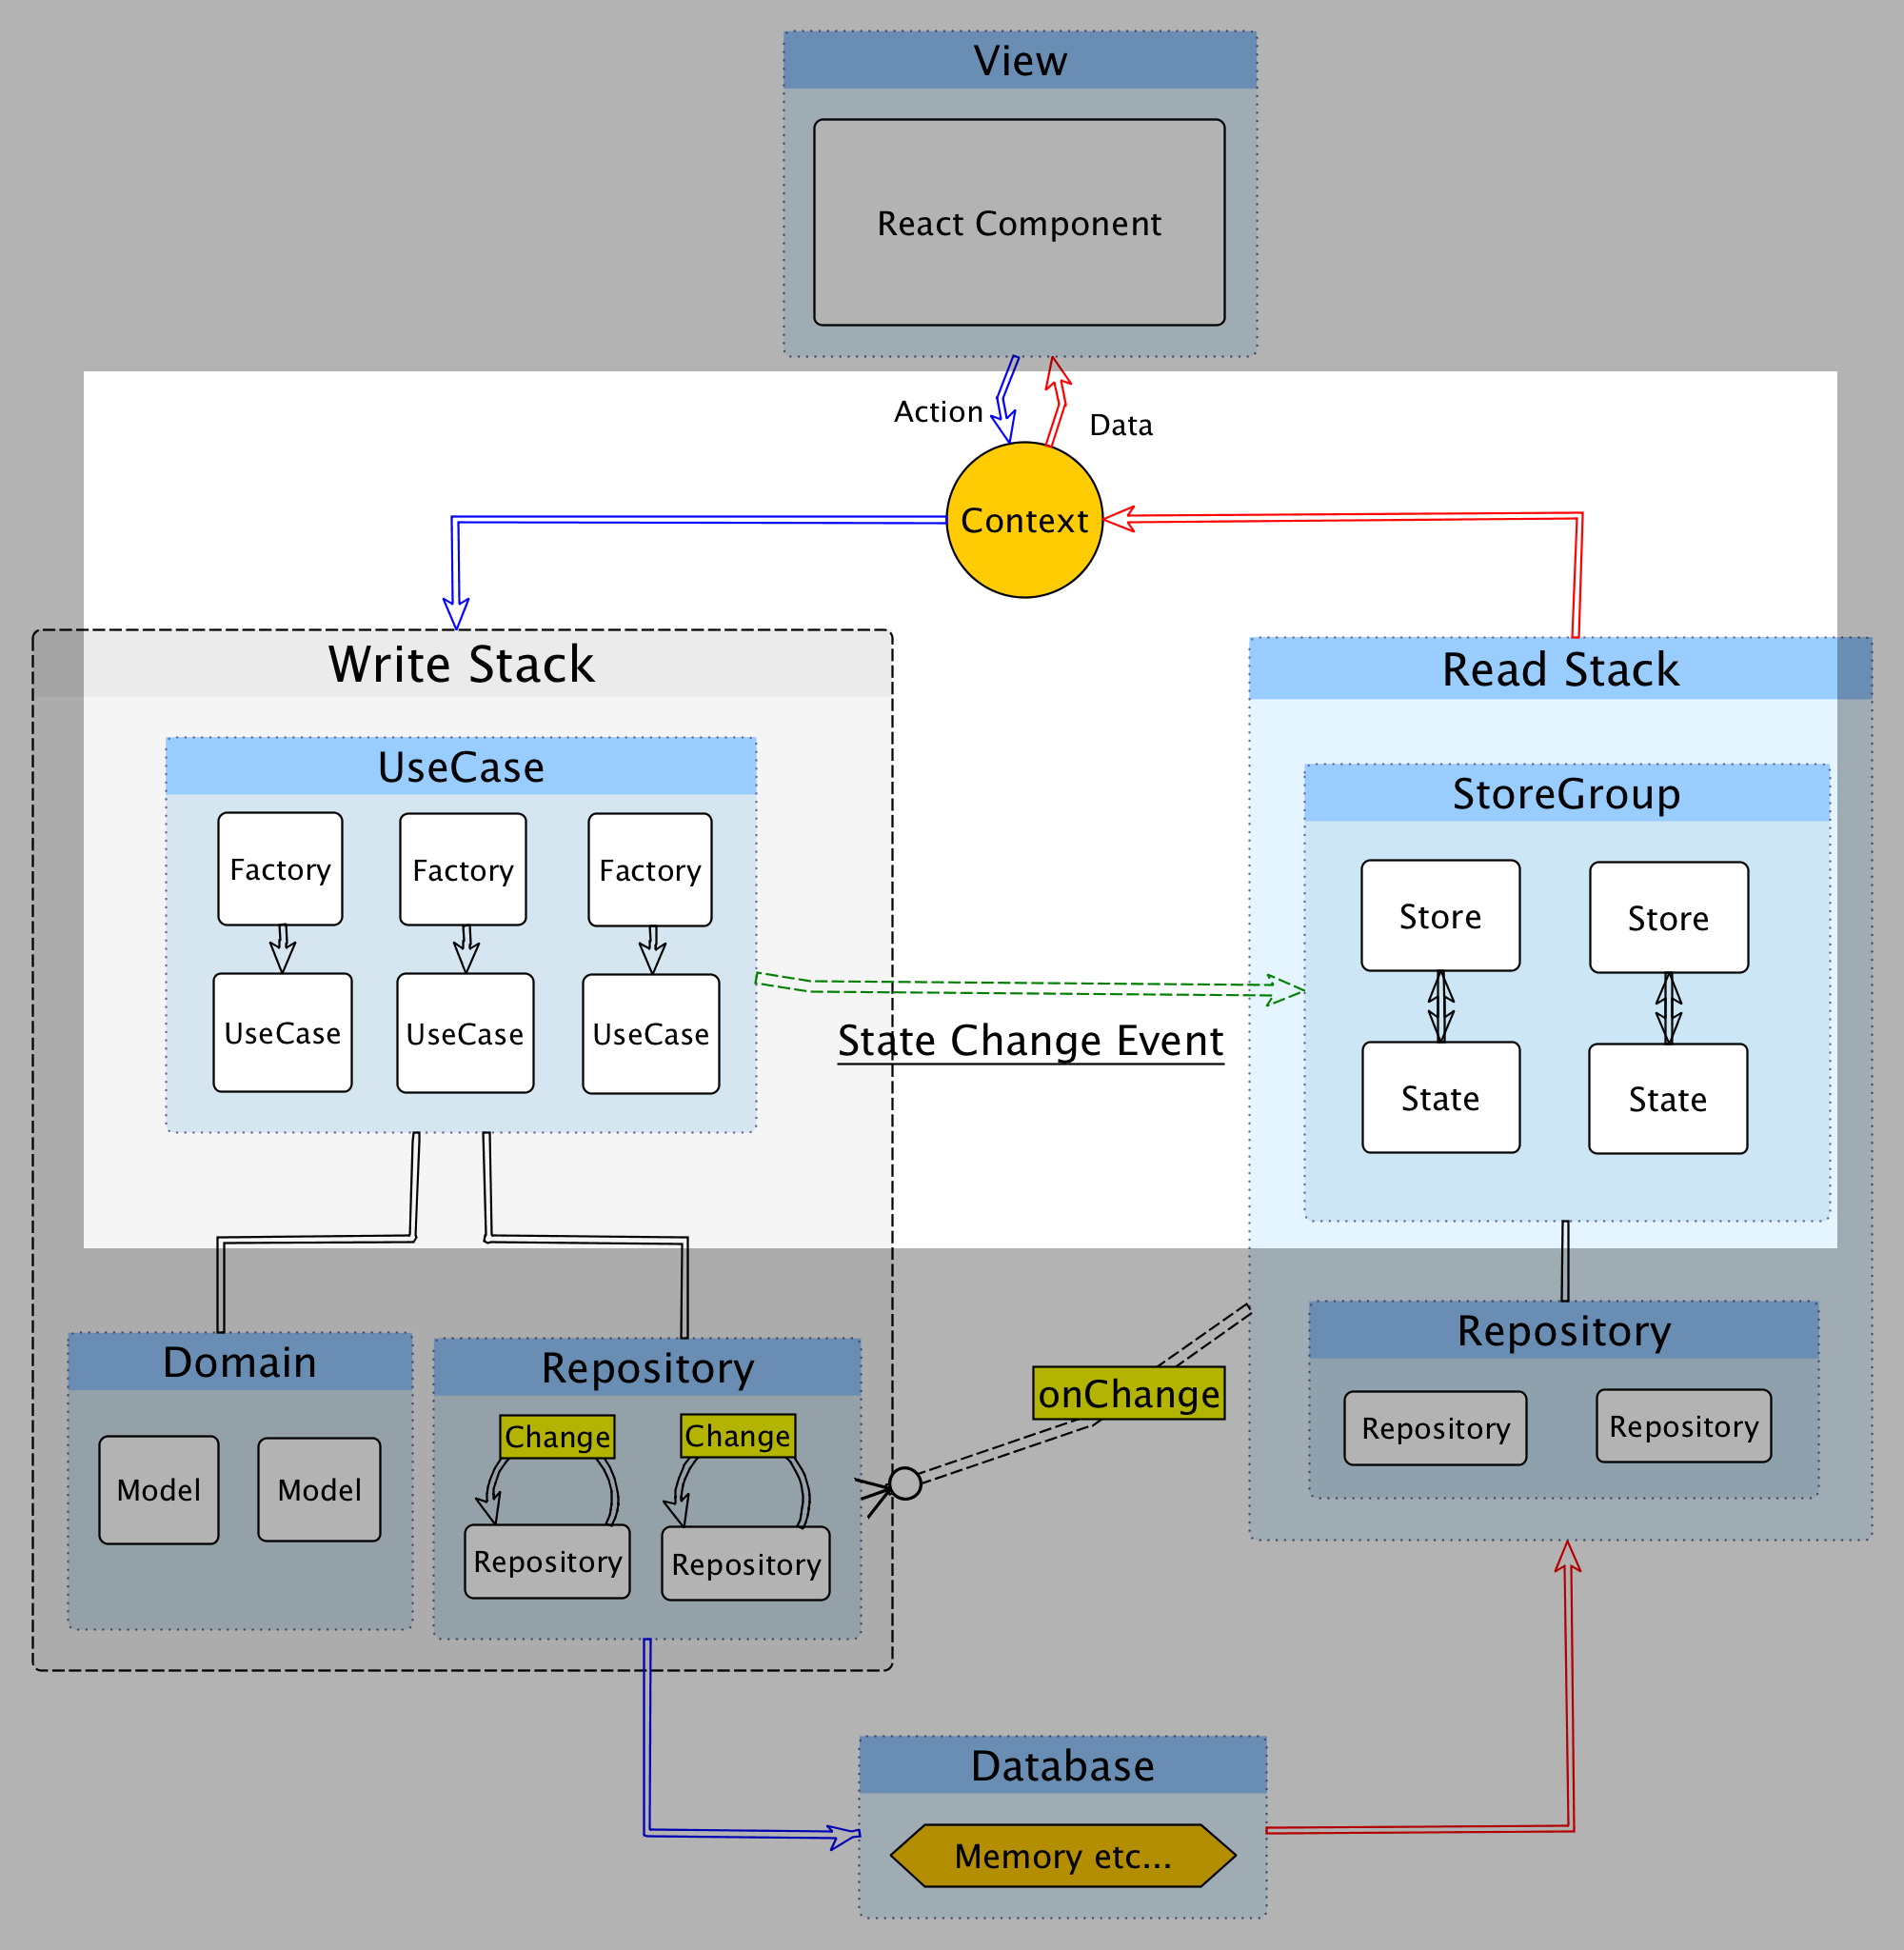 View
React Component
Action
Data
Context
Write Stack
Read Stack
UseCase
StoreGroup
Factory
Factory
Factory
Store
Store
UseCase
UseCase
UseCase
State Change Event
State
State
Domain
Repository
Repository
onChange
Change
Change
Repository
Repository
Model
Model
Repository
Repository
Database
Memory etc...